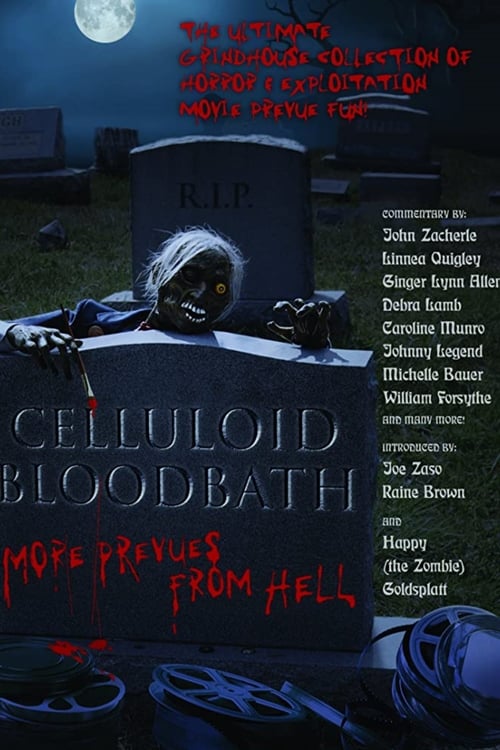 THE ULTIMATE
GRINDHOUSE COLLECTION OF
HORROR & EXPLOITATION
MOVIE PREVUE FUN!
R.I.P.
COMMENTARY BY:
John Zacherle
Linnea Quigley
Ginger Lynn Allen
Debra Lamb
Caroline Munro
Johnny Legend
Michelle Bauer
William Forsythe
AND MANY MORE!
INTRODUCED BY:
Joe Zaso
Raine Brown
AND
Happy
(the Zombie)
Goldsplatt
CELLULOID
BLOODBATH
MORE PREVUES
FROM HELL